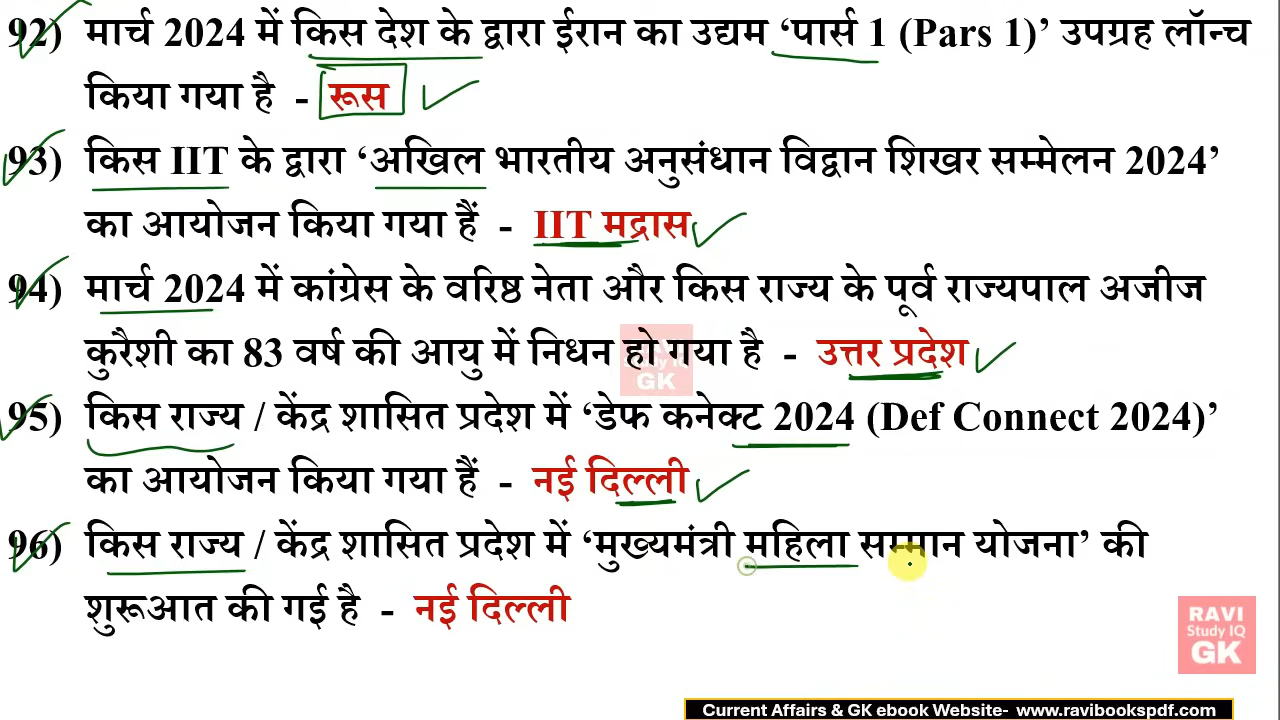 92) मार्च 2024 में किस देश के द्वारा ईरान का उद्यम ‘पार्स 1 (Pars 1)’ उपग्रह लॉन्च
किया गया है - रूस
93) किस IIT के द्वारा ‘अखिल भारतीय अनुसंधान विद्वान शिखर सम्मेलन 2024’
का आयोजन किया गया हैं - IIT मद्रास
94) मार्च 2024 में कांग्रेस के वरिष्ठ नेता और किस राज्य के पूर्व राज्यपाल अजीज
कुरैशी का 83 वर्ष की आयु में निधन हो गया है - उत्तर प्रदेश
Study IQ
GK
95) किस राज्य / केंद्र शासित प्रदेश में ‘डेफ कनेक्ट 2024 (Def Connect 2024)’
का आयोजन किया गया हैं - नई दिल्ली
96) किस राज्य / केंद्र शासित प्रदेश में ‘मुख्यमंत्री महिला सम्मान योजना’ की
शुरूआत की गई है - नई दिल्ली
RAVI
Study IQ
GK
Current Affairs & GK ebook Website- www.ravibookspdf.com